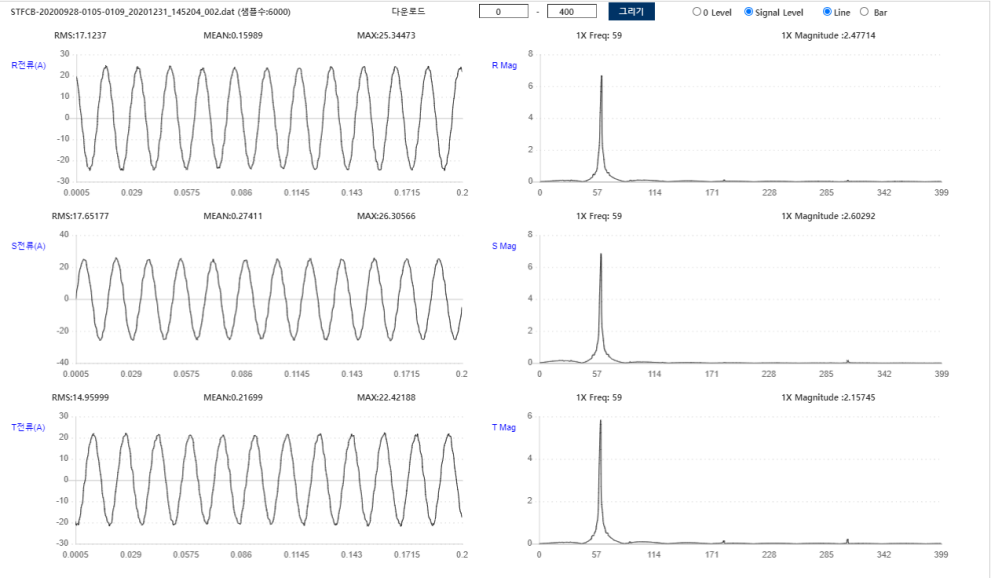 STFCB-20200928-0105-0109_20201231_145204_002.dat (샘플수:6000) 다운로드 0 - 400 그리기 0 Level Signal Level Line Bar
RMS:17.1237 MEAN:0.15989 MAX:25.34473 1X Freq: 59 1X Magnitude :2.47714
R전류(A)
30
20
10
0
-10
-20
-30
0.0005 0.029 0.0575 0.086 0.1145 0.143 0.1715 0.2
R Mag
8
6
4
2
0
0 57 114 171 228 285 342 399
RMS:17.65177 MEAN:0.27411 MAX:26.30566 1X Freq: 59 1X Magnitude :2.60292
S전류(A)
40
20
0
-20
-40
0.0005 0.029 0.0575 0.086 0.1145 0.143 0.1715 0.2
S Mag
8
6
4
2
0
0 57 114 171 228 285 342 399
RMS:14.95999 MEAN:0.21699 MAX:22.42188 1X Freq: 59 1X Magnitude :2.15745
T전류(A)
30
20
10
0
-10
-20
-30
0.0005 0.029 0.0575 0.086 0.1145 0.143 0.1715 0.2
T Mag
6
4
2
0
0 57 114 171 228 285 342 399